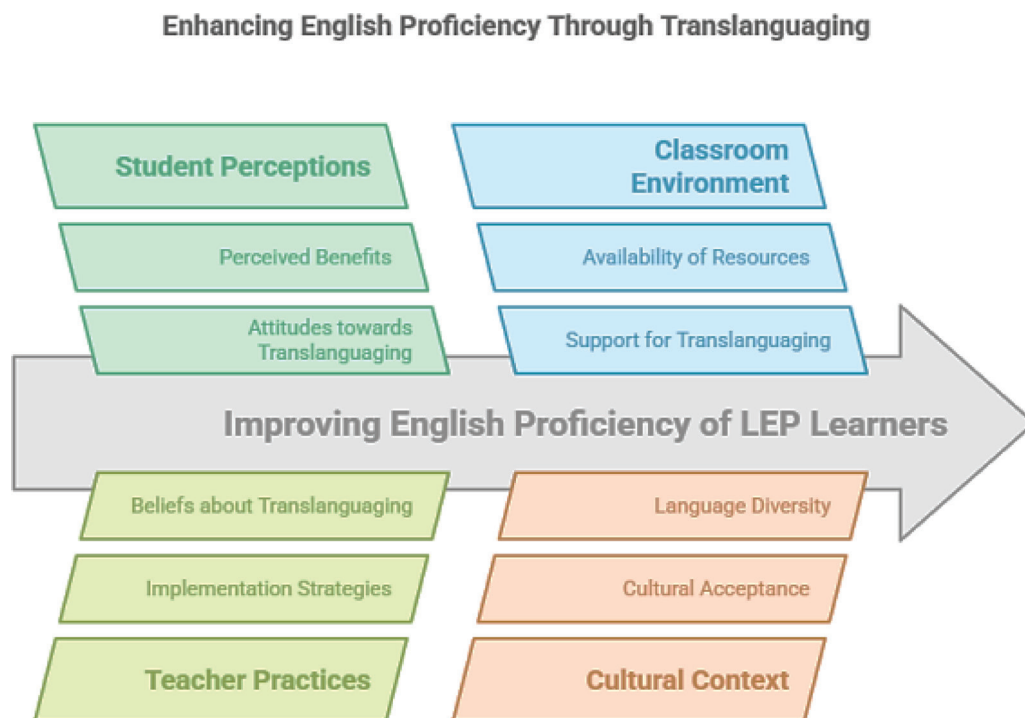 Enhancing English Proficiency Through Translanguaging
Student Perceptions
Perceived Benefits
Attitudes towards
Translanguaging
Classroom
Environment
Availability of Resources
Support for Translanguaging
Improving English Proficiency of LEP Learners
Beliefs about Translanguaging
Implementation Strategies
Teacher Practices
Language Diversity
Cultural Acceptance
Cultural Context